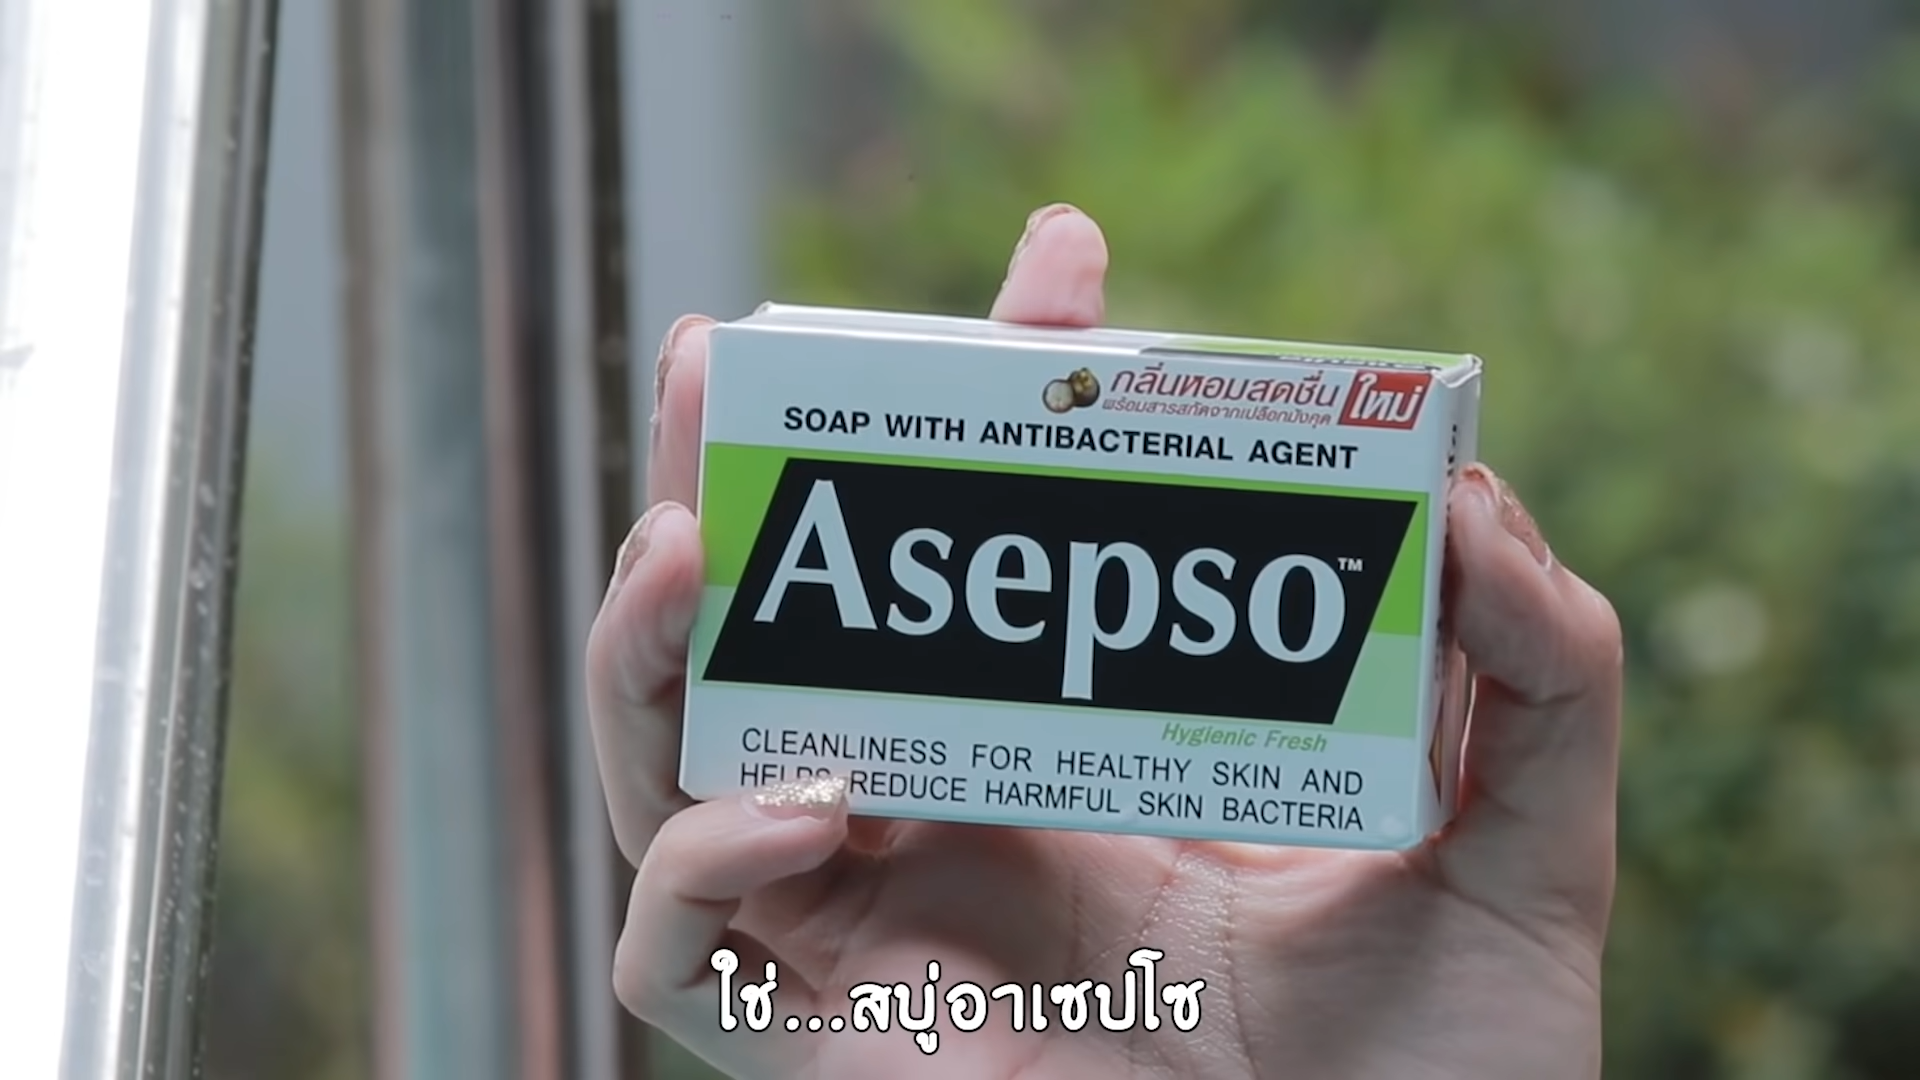 กลิ่นหอมสดชื่น ใหม่
พร้อมสารสกัดจากเปลือกมังคุด
SOAP WITH ANTIBACTERIAL AGENT
Asepso™
Hygienic Fresh
CLEANLINESS FOR HEALTHY SKIN AND
HELPS REDUCE HARMFUL SKIN BACTERIA
ใช่...สบู่อาเซปโซ